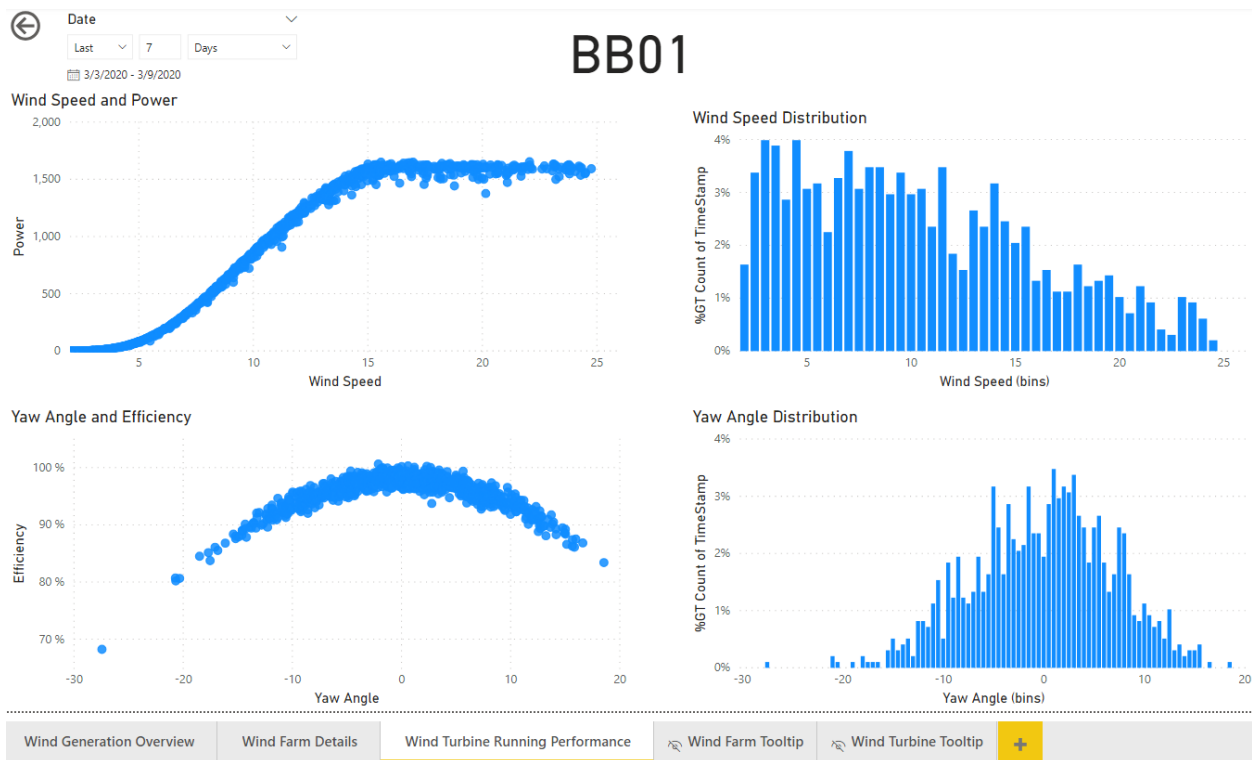 Date
Last 7 Days
3/3/2020 - 3/9/2020
BB01
Wind Speed and Power
2,000
1,500
1,000
500
0
Power
5 10 15 20 25
Wind Speed
Wind Speed Distribution
4%
3%
2%
1%
0%
%GT Count of TimeStamp
5 10 15 20 25
Wind Speed (bins)
Yaw Angle and Efficiency
100 %
90 %
80 %
70 %
Efficiency
-30 -20 -10 0 10 20
Yaw Angle
Yaw Angle Distribution
4%
3%
2%
1%
0%
%GT Count of TimeStamp
-30 -20 -10 0 10 20
Yaw Angle (bins)
Wind Generation Overview Wind Farm Details Wind Turbine Running Performance Wind Farm Tooltip Wind Turbine Tooltip +